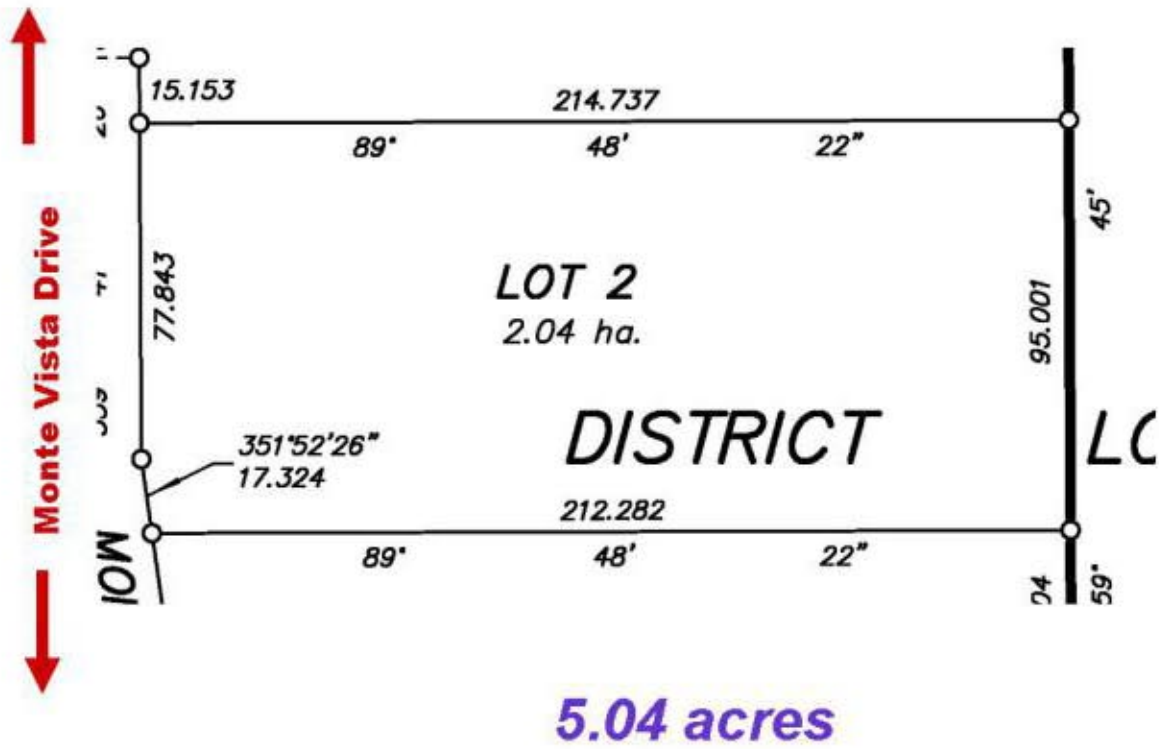 15.153
214.737
89° 48' 22"
Monte Vista Drive
77.843
LOT 2
2.04 ha.
95.001
45'
DISTRICT
351°52'26"
17.324
212.282
89° 48' 22"
59°
5.04 acres